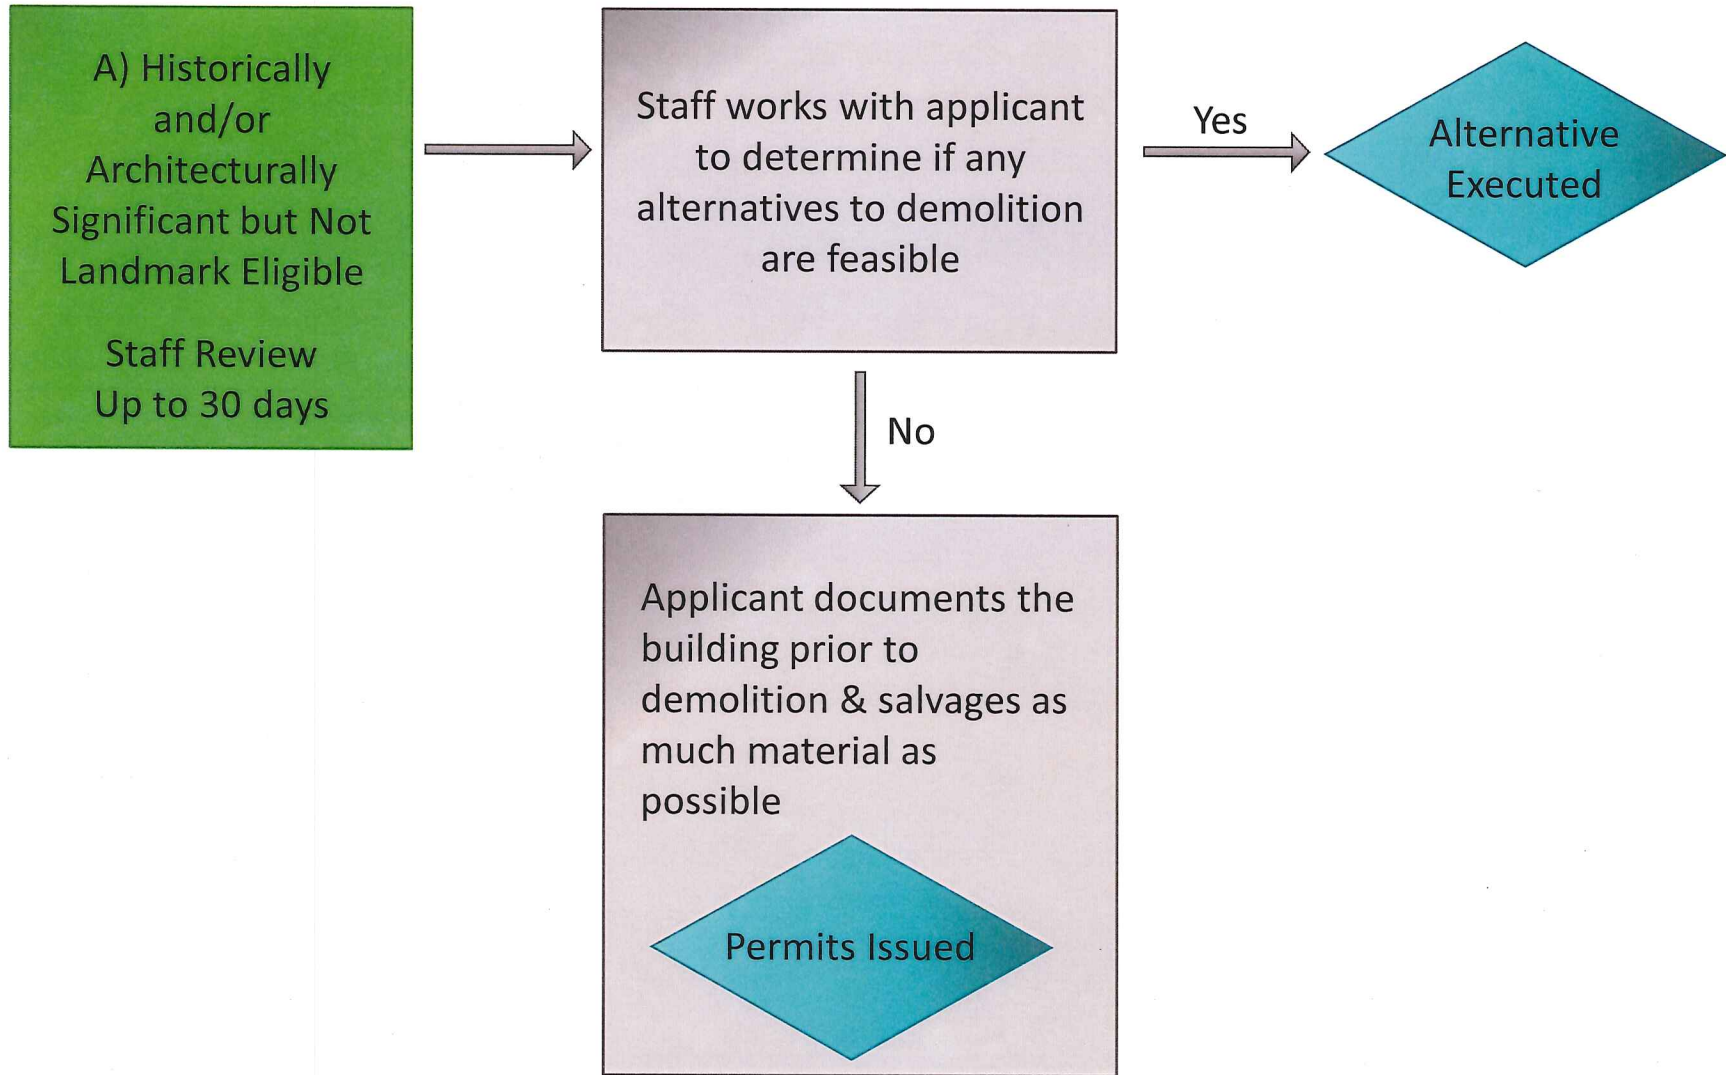 A) Historically
and/or
Architecturally
Significant but Not
Landmark Eligible
Staff Review
Up to 30 days
Staff works with applicant
to determine if any
alternatives to demolition
are feasible
Yes
Alternative
Executed
No
Applicant documents the
building prior to
demolition & salvages as
much material as
possible
Permits Issued